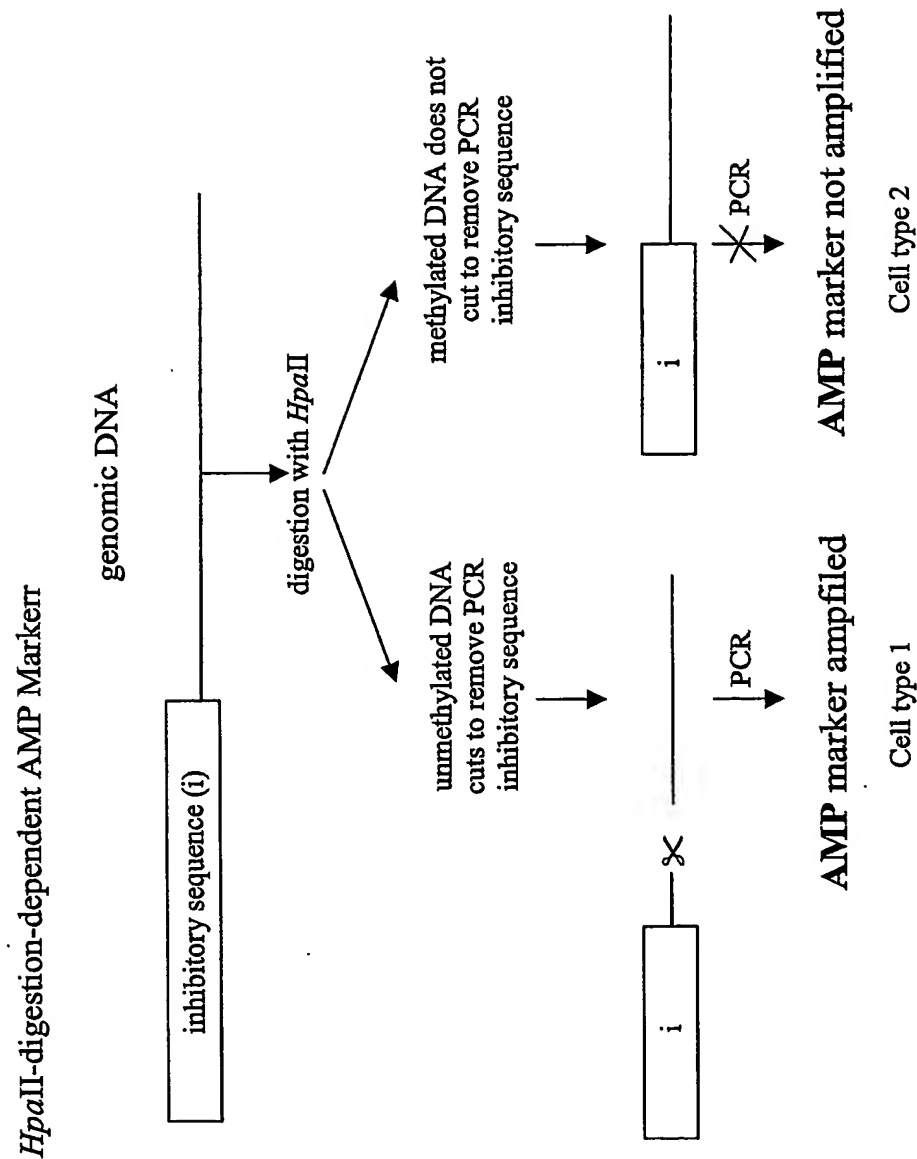 HpaII-digestion-dependent AMP Markerr
genomic DNA
inhibitory sequence (i)
digestion with HpaII
unmethylated DNA
cuts to remove PCR
inhibitory sequence
methylated DNA does not
cut to remove PCR
inhibitory sequence
i
i
PCR
PCR
AMP marker ampfiled
AMP marker not amplified
Cell type 1
Cell type 2